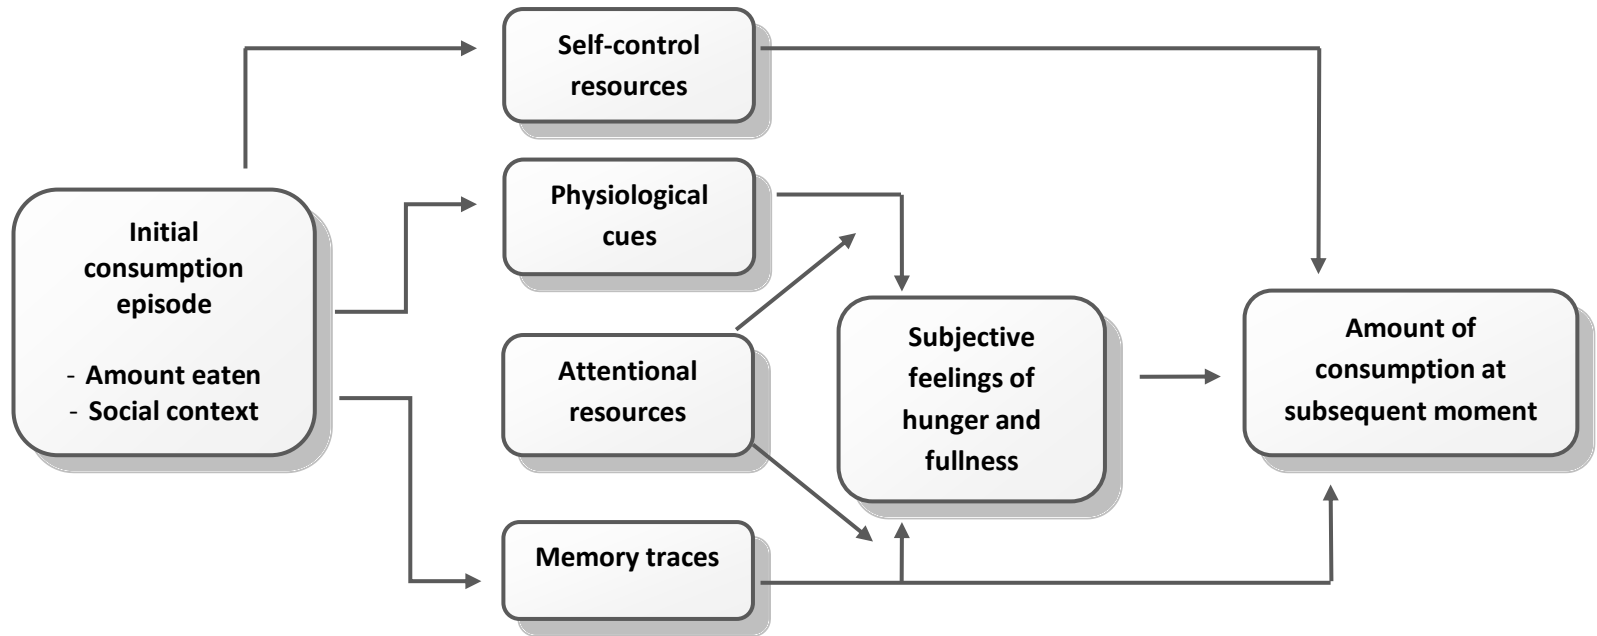 Self-control
resources
Physiological
cues
Initial
consumption
episode
- Amount eaten
- Social context
Attentional
resources
Subjective
feelings of
hunger and
fullness
Amount of
consumption at
subsequent moment
Memory traces